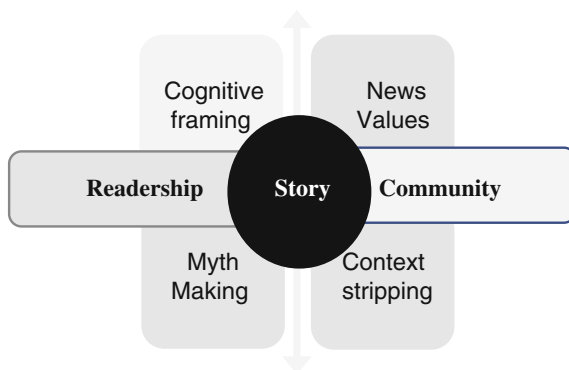 Cognitive
framing
News
Values
Readership
Story
Community
Myth
Making
Context
stripping